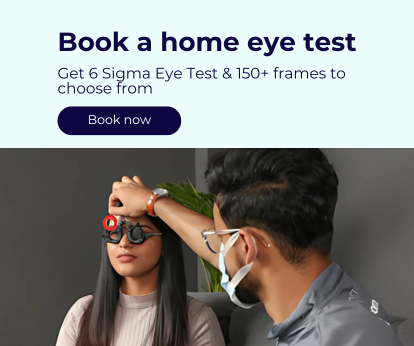 Book a home eye test
Get 6 Sigma Eye Test & 150+ frames to
choose from
Book now